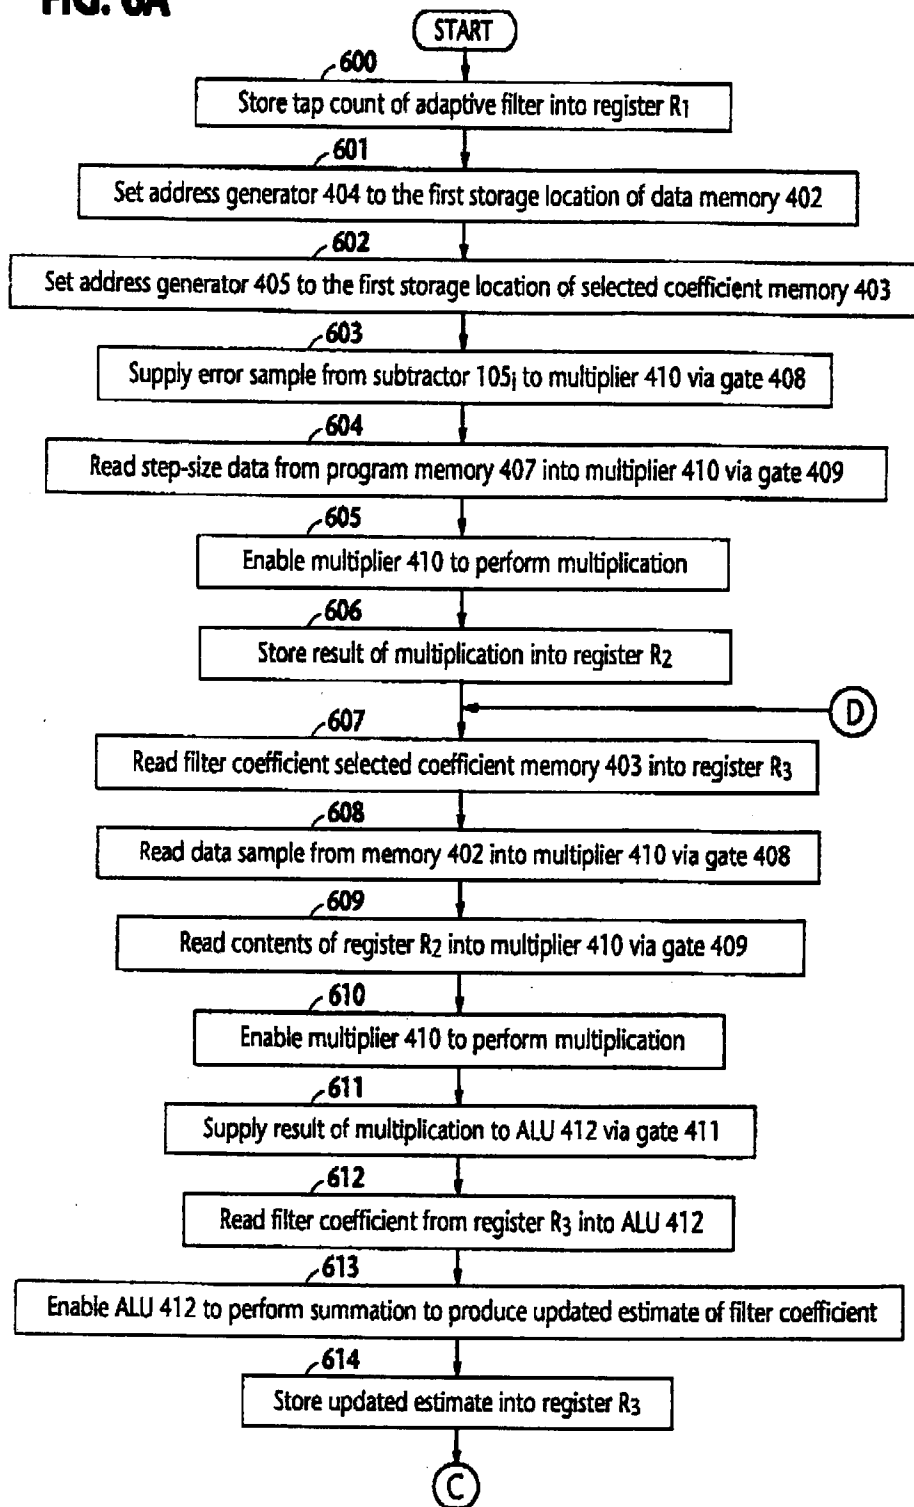 FIG. 6A
START
600
Store tap count of adaptive filter into register R1
601
Set address generator 404 to the first storage location of data memory 402
602
Set address generator 405 to the first storage location of selected coefficient memory 403
603
Supply error sample from subtractor 105i to multiplier 410 via gate 408
604
Read step-size data from program memory 407 into multiplier 410 via gate 409
605
Enable multiplier 410 to perform multiplication
606
Store result of multiplication into register R2
D
607
Read filter coefficient selected coefficient memory 403 into register R3
608
Read data sample from memory 402 into multiplier 410 via gate 408
609
Read contents of register R2 into multiplier 410 via gate 409
610
Enable multiplier 410 to perform multiplication
611
Supply result of multiplication to ALU 412 via gate 411
612
Read filter coefficient from register R3 into ALU 412
613
Enable ALU 412 to perform summation to produce updated estimate of filter coefficient
614
Store updated estimate into register R3
C